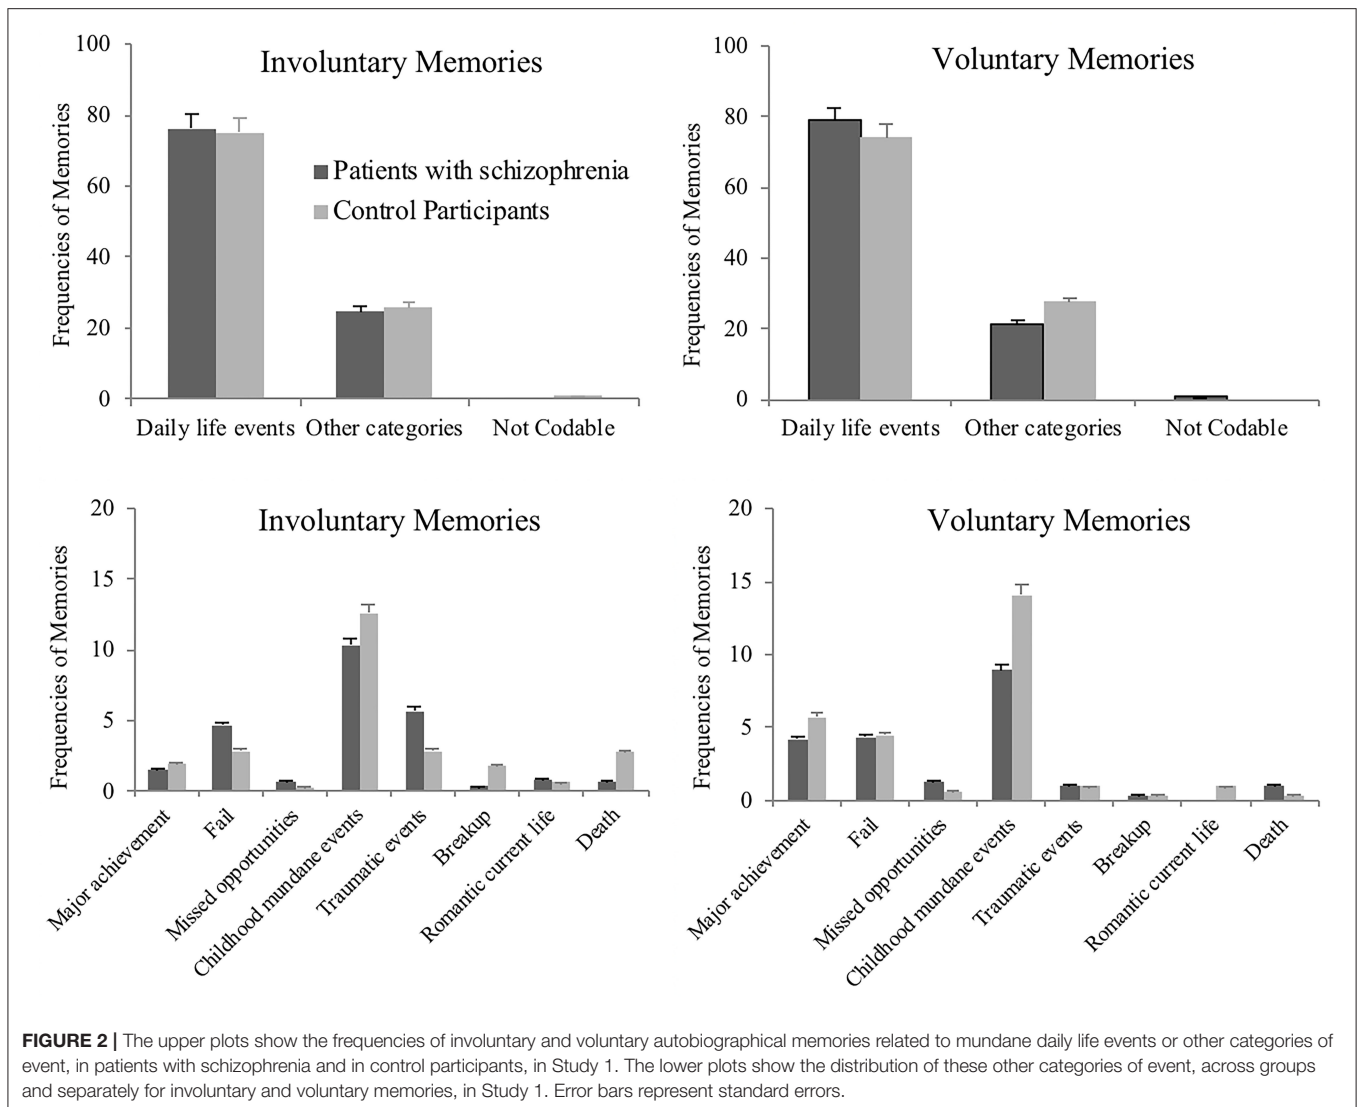 Involuntary Memories
Frequencies of Memories
100
80
60
40
20
0
Patients with schizophrenia
Control Participants
Daily life events Other categories Not Codable
Voluntary Memories
Frequencies of Memories
100
80
60
40
20
0
Daily life events Other categories Not Codable
Involuntary Memories
Frequencies of Memories
20
15
10
5
0
Major achievement
Fail
Missed opportunities
Childhood mundane events
Traumatic events
Breakup
Romantic current life
Death
Voluntary Memories
Frequencies of Memories
20
15
10
5
0
Major achievement
Fail
Missed opportunities
Childhood mundane events
Traumatic events
Breakup
Romantic current life
Death
FIGURE 2 | The upper plots show the frequencies of involuntary and voluntary autobiographical memories related to mundane daily life events or other categories of
event, in patients with schizophrenia and in control participants, in Study 1. The lower plots show the distribution of these other categories of event, across groups
and separately for involuntary and voluntary memories, in Study 1. Error bars represent standard errors.